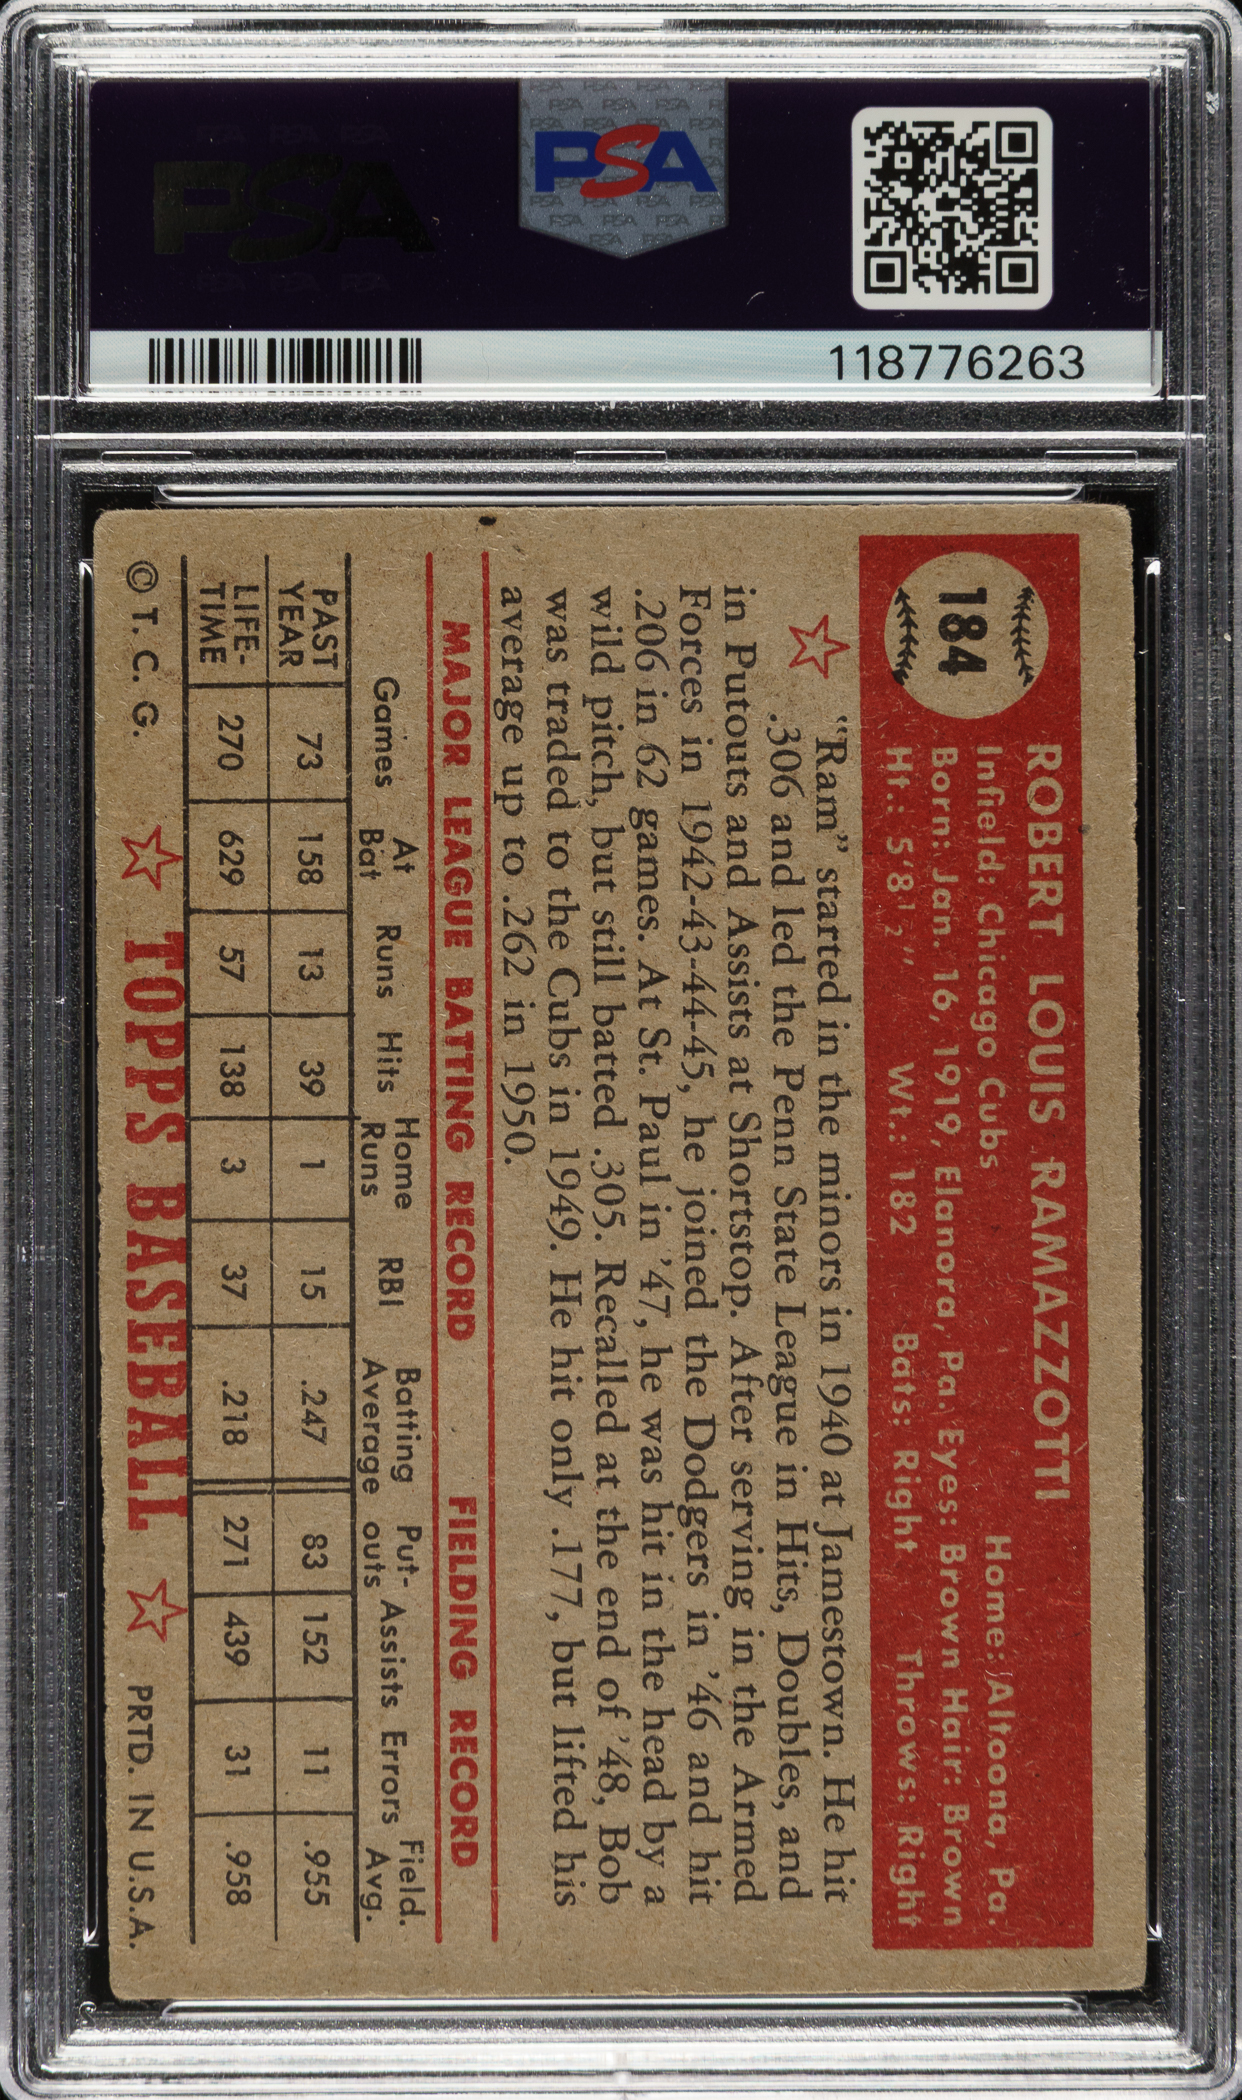 PSA
PSA
118776263
184
ROBERT LOUIS RAMAZZOTTI
Infield: Chicago Cubs Home: Altoona, Pa.
Born: Jan. 16, 1919, Elanora, Pa. Eyes: Brown Hair: Brown
Ht.: 5'8½" Wt.: 182 Bats: Right Throws: Right
"Ram" started in the minors in 1940 at Jamestown. He hit
.306 and led the Penn State League in Hits, Doubles, and
in Putouts and Assists at Shortstop. After serving in the Armed
Forces in 1942-43-44-45, he joined the Dodgers in '46 and hit
.206 in 62 games. At St. Paul in '47, he was hit in the head by a
wild pitch, but still batted .305. Recalled at the end of '48, Bob
was traded to the Cubs in 1949. He hit only .177, but lifted his
average up to .262 in 1950.
MAJOR LEAGUE BATTING RECORD FIELDING RECORD
Games At Bat Runs Hits Home Runs RBI Batting Average Put-outs Assists Errors Field. Avg.
PAST YEAR 73 158 13 39 1 15 .247 83 152 11 .955
LIFE-TIME 270 629 57 138 3 37 .218 271 439 31 .958
© T. C. G. TOPPS BASEBALL PRTD. IN U.S.A.